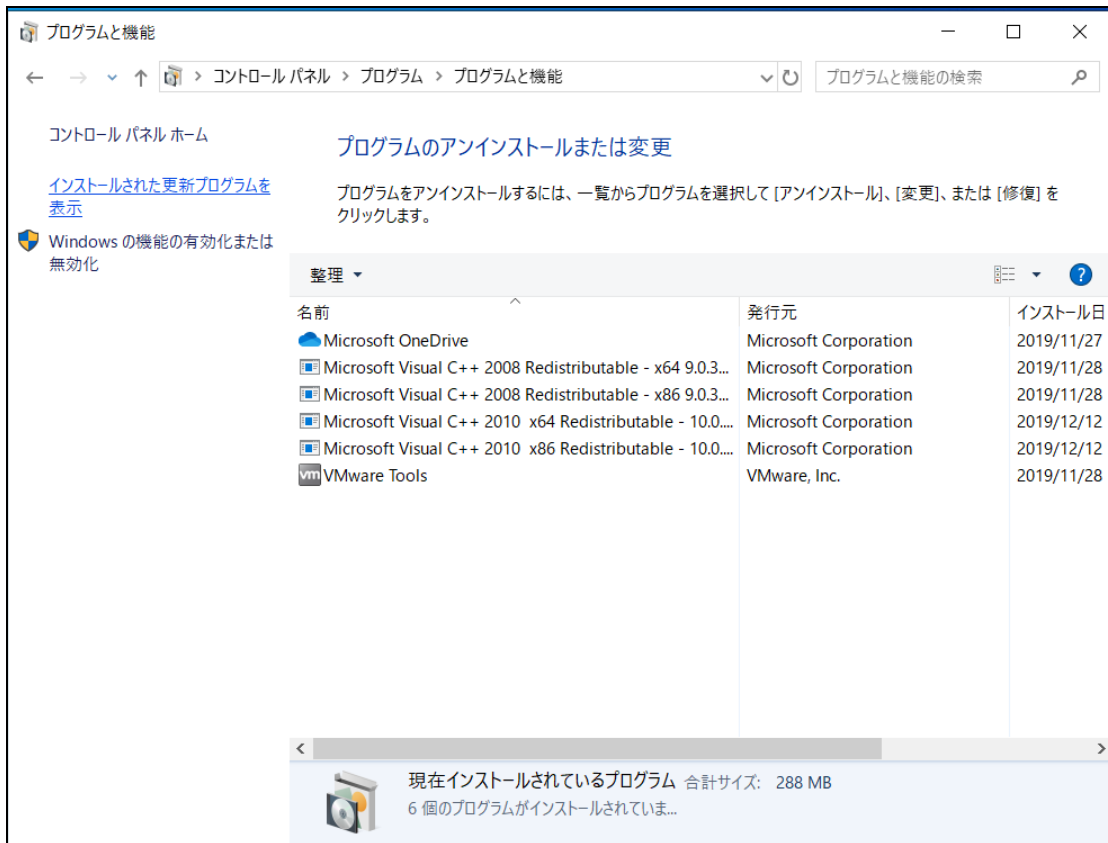 プログラムと機能
コントロール パネル > プログラム > プログラムと機能
プログラムと機能の検索
コントロール パネル ホーム
インストールされた更新プログラムを
表示
Windows の機能の有効化または
無効化
プログラムのアンインストールまたは変更
プログラムをアンインストールするには、一覧からプログラムを選択して [アンインストール]、[変更]、または [修復] を
クリックします。
整理
名前 発行元 インストール日
Microsoft OneDrive Microsoft Corporation 2019/11/27
Microsoft Visual C++ 2008 Redistributable - x64 9.0.3... Microsoft Corporation 2019/11/28
Microsoft Visual C++ 2008 Redistributable - x86 9.0.3... Microsoft Corporation 2019/11/28
Microsoft Visual C++ 2010 x64 Redistributable - 10.0.... Microsoft Corporation 2019/12/12
Microsoft Visual C++ 2010 x86 Redistributable - 10.0.... Microsoft Corporation 2019/12/12
vm VMware Tools VMware, Inc. 2019/11/28
現在インストールされているプログラム 合計サイズ: 288 MB
6 個のプログラムがインストールされていま...